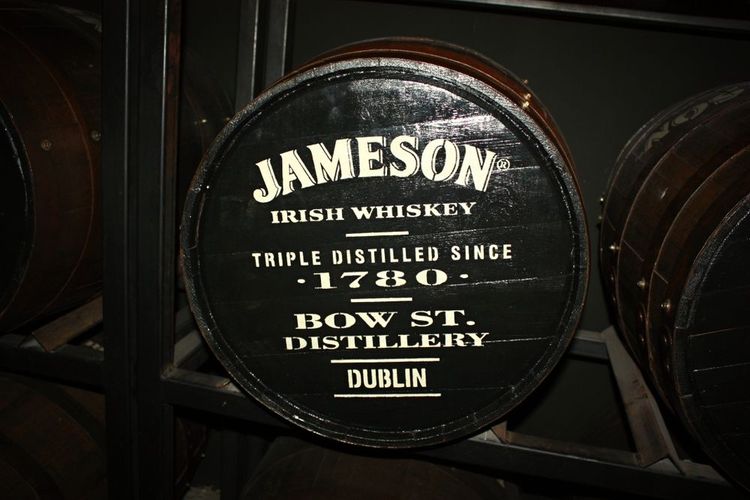 JAMESON®
IRISH WHISKEY
TRIPLE DISTILLED SINCE
·1780·
BOW ST.
DISTILLERY
DUBLIN